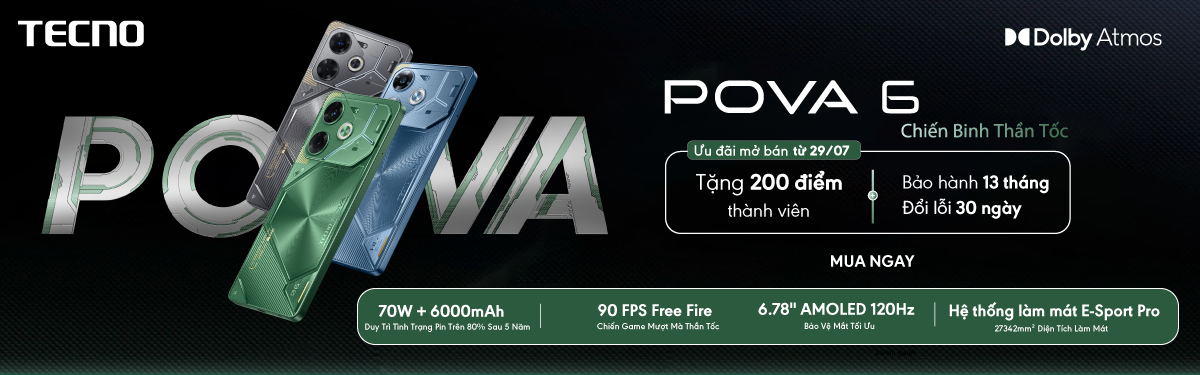 TECNO
Dolby Atmos
POVA
POVA 6
Chiến Binh Thần Tốc
Ưu đãi mở bán từ 29/07
Tặng 200 điểm
thành viên
+
Bảo hành 13 tháng
Đổi lỗi 30 ngày
MUA NGAY
70W + 6000mAh
Duy Trì Tình Trạng Pin Trên 80% Sau 5 Năm
90 FPS Free Fire
Chiến Game Mượt Mà Thần Tốc
6.78" AMOLED 120Hz
Bảo Vệ Mắt Tối Ưu
Hệ thống làm mát E-Sport Pro
27342mm² Diện Tích Làm Mát